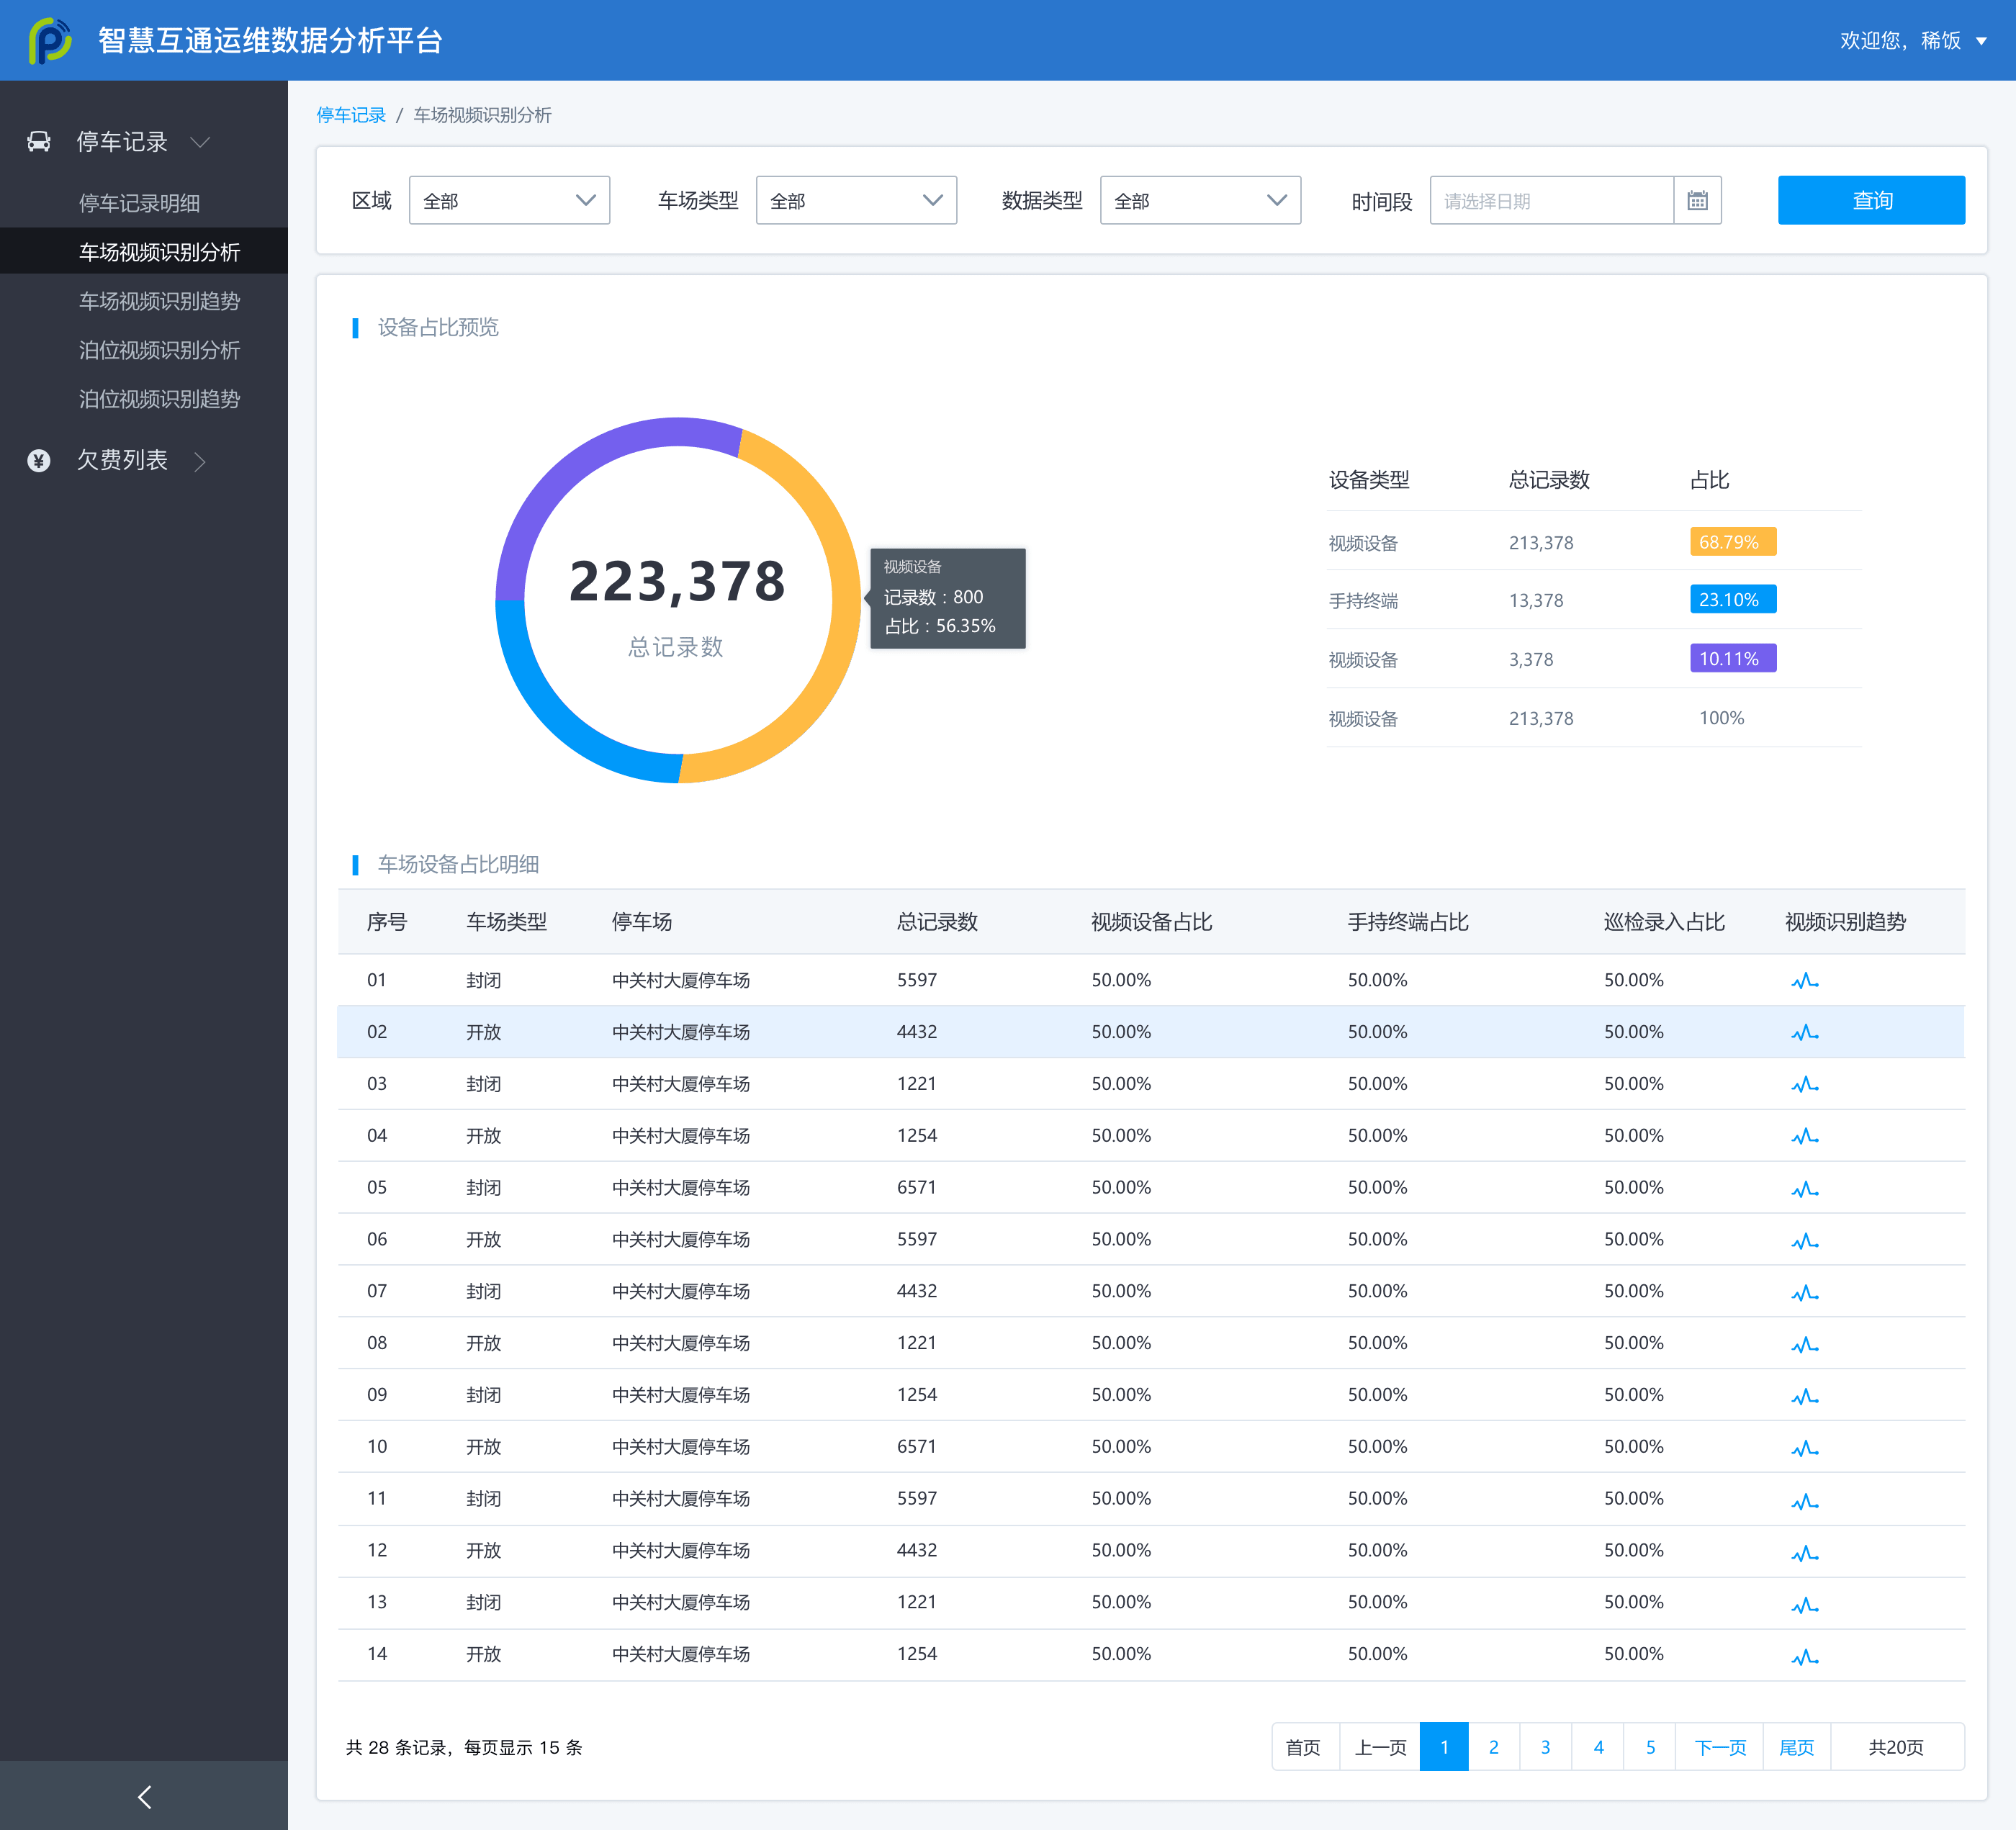 智慧互通运维数据分析平台
欢迎您，稀饭
停车记录
停车记录明细
车场视频识别分析
车场视频识别趋势
泊位视频识别分析
泊位视频识别趋势
欠费列表
停车记录 / 车场视频识别分析
区域 全部 车场类型 全部 数据类型 全部 时间段 请选择日期 查询
设备占比预览
223,378
总记录数
视频设备
记录数：800
占比：56.35%
设备类型 总记录数 占比
视频设备 213,378 68.79%
手持终端 13,378 23.10%
视频设备 3,378 10.11%
视频设备 213,378 100%
车场设备占比明细
序号 车场类型 停车场 总记录数 视频设备占比 手持终端占比 巡检录入占比 视频识别趋势
01 封闭 中关村大厦停车场 5597 50.00% 50.00% 50.00%
02 开放 中关村大厦停车场 4432 50.00% 50.00% 50.00%
03 封闭 中关村大厦停车场 1221 50.00% 50.00% 50.00%
04 开放 中关村大厦停车场 1254 50.00% 50.00% 50.00%
05 封闭 中关村大厦停车场 6571 50.00% 50.00% 50.00%
06 开放 中关村大厦停车场 5597 50.00% 50.00% 50.00%
07 封闭 中关村大厦停车场 4432 50.00% 50.00% 50.00%
08 开放 中关村大厦停车场 1221 50.00% 50.00% 50.00%
09 封闭 中关村大厦停车场 1254 50.00% 50.00% 50.00%
10 开放 中关村大厦停车场 6571 50.00% 50.00% 50.00%
11 封闭 中关村大厦停车场 5597 50.00% 50.00% 50.00%
12 开放 中关村大厦停车场 4432 50.00% 50.00% 50.00%
13 封闭 中关村大厦停车场 1221 50.00% 50.00% 50.00%
14 开放 中关村大厦停车场 1254 50.00% 50.00% 50.00%
共 28 条记录，每页显示 15 条
首页 上一页 1 2 3 4 5 下一页 尾页 共20页